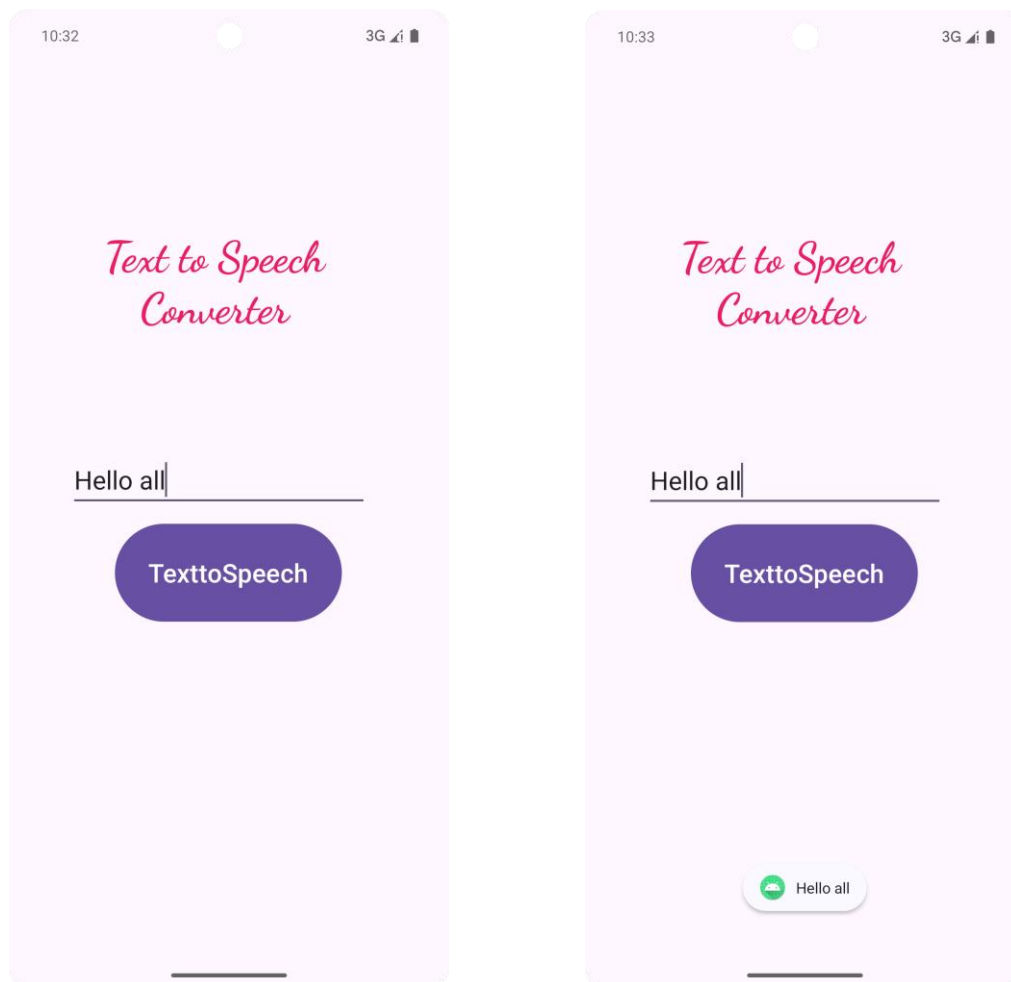 10:32
3G
Text to Speech
Converter
Hello all
TexttoSpeech
10:33
3G
Text to Speech
Converter
Hello all
TexttoSpeech
Hello all